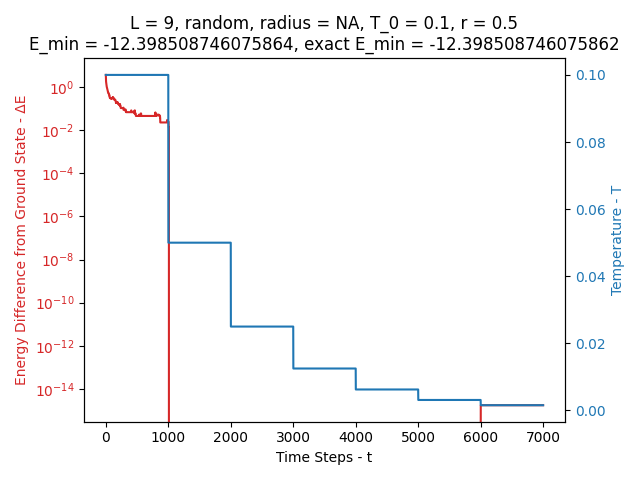 L = 9, random, radius = NA, T_0 = 0.1, r = 0.5
E_min = -12.398508746075864, exact E_min = -12.398508746075862
Energy Difference from Ground State - ΔE
10^0
10^-2
10^-4
10^-6
10^-8
10^-10
10^-12
10^-14
0.10
0.08
0.06
0.04
0.02
0.00
Temperature - T
0 1000 2000 3000 4000 5000 6000 7000
Time Steps - t